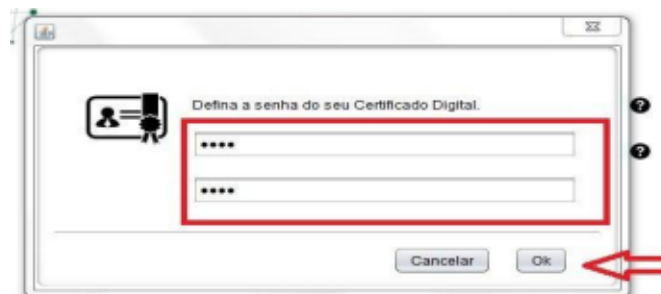 Defina a senha do seu Certificado Digital.
••••
••••
Cancelar Ok